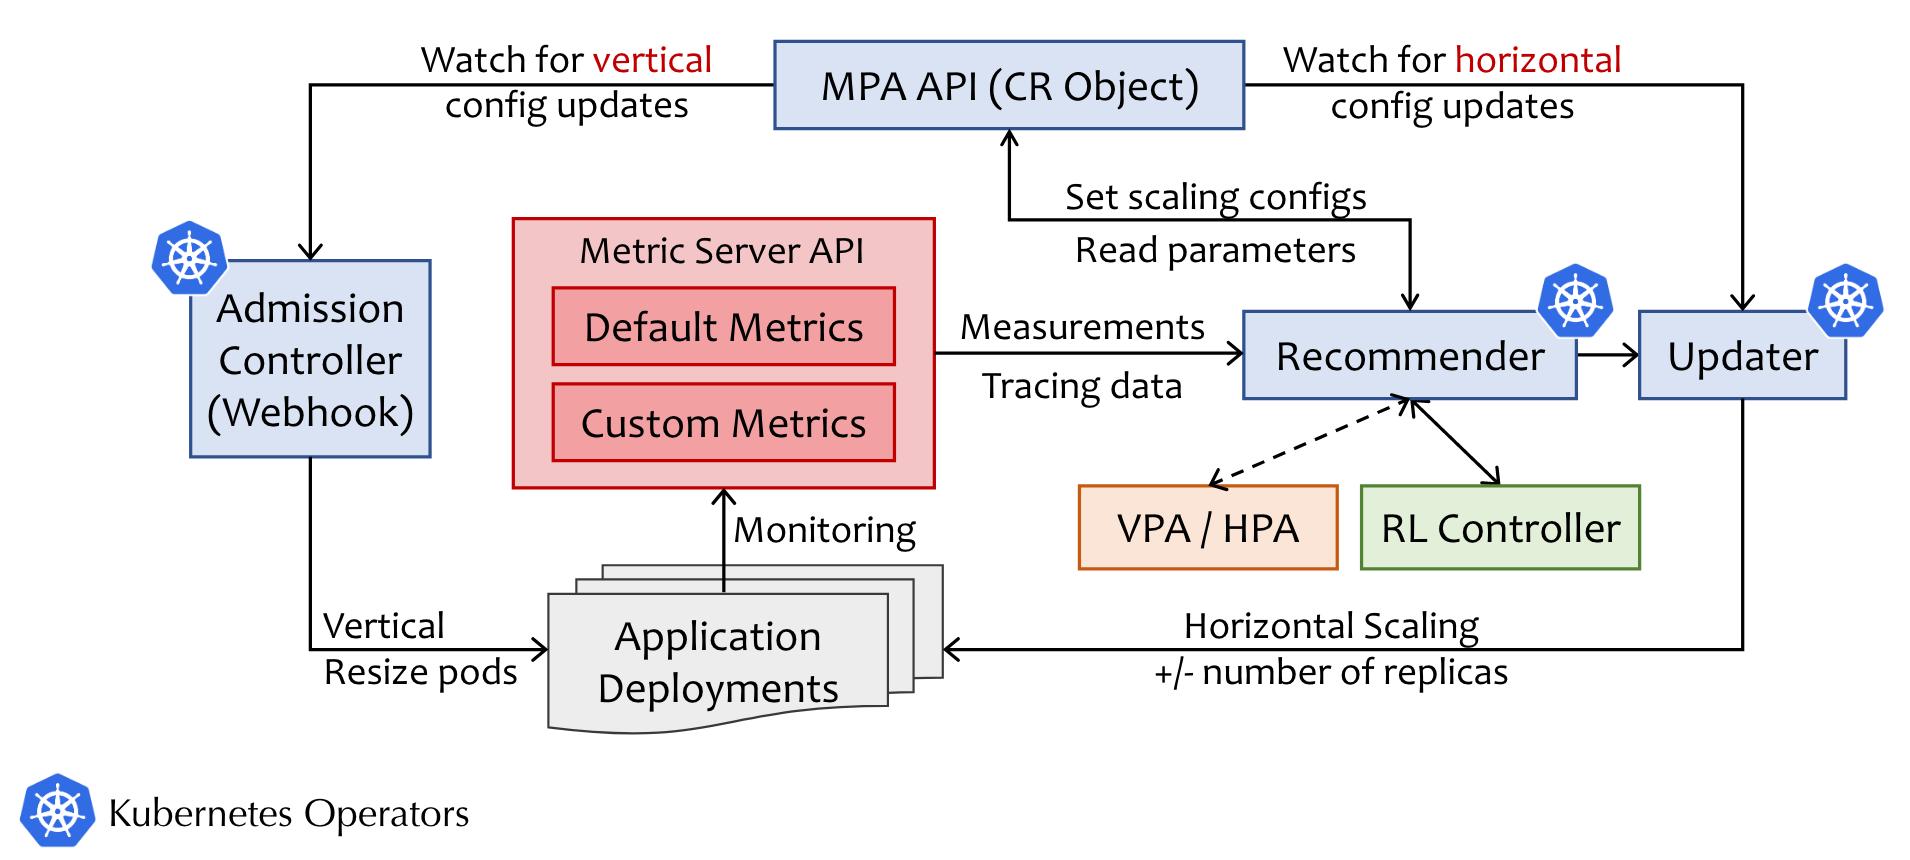 Watch for vertical
config updates
MPA API (CR Object)
Watch for horizontal
config updates
Set scaling configs
Read parameters
Metric Server API
Default Metrics
Custom Metrics
Admission
Controller
(Webhook)
Measurements
Tracing data
Recommender
Updater
VPA / HPA
RL Controller
Monitoring
Vertical
Resize pods
Application
Deployments
Horizontal Scaling
+/- number of replicas
Kubernetes Operators